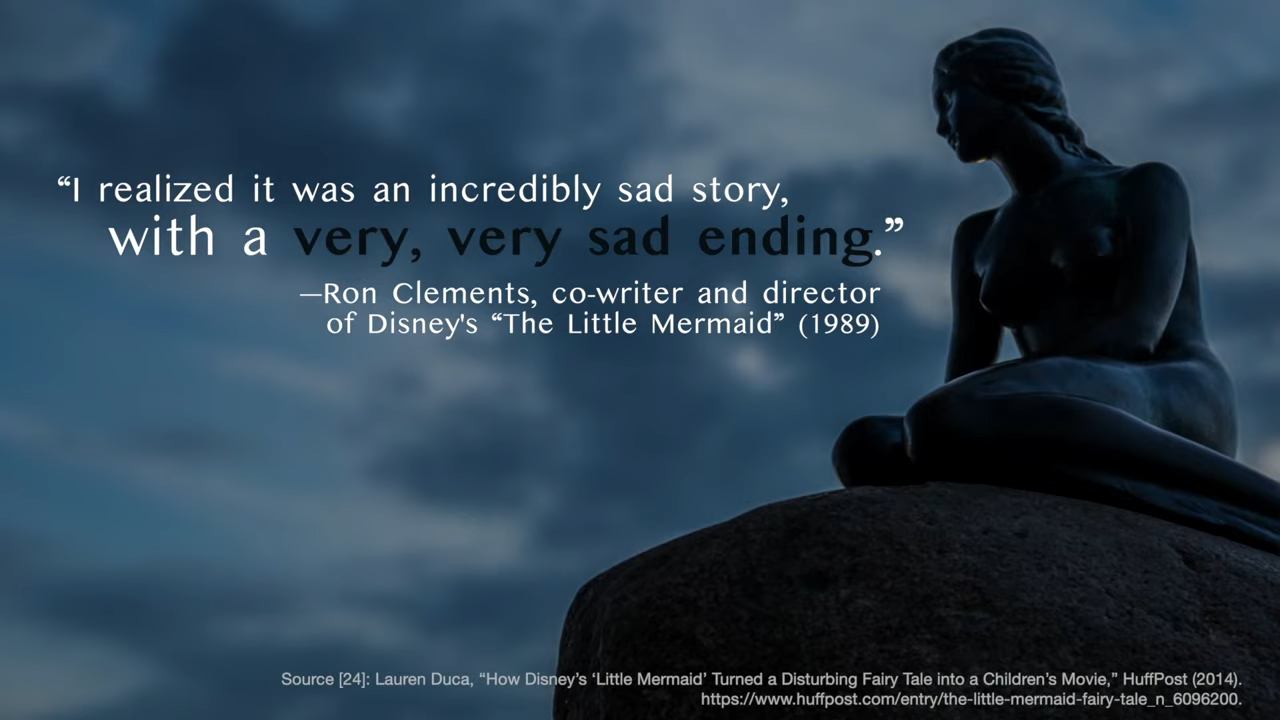 “I realized it was an incredibly sad story,
with a very, very sad ending.”
—Ron Clements, co-writer and director
of Disney's “The Little Mermaid” (1989)
Source [24]: Lauren Duca, “How Disney’s ‘Little Mermaid’ Turned a Disturbing Fairy Tale into a Children’s Movie,” HuffPost (2014).
https://www.huffpost.com/entry/the-little-mermaid-fairy-tale_n_6096200.